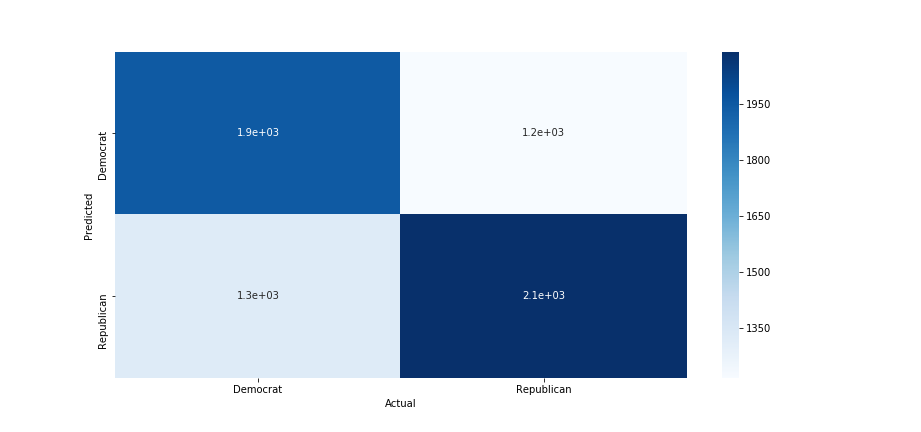 Predicted
Democrat
Republican
1.9e+03
1.2e+03
1.3e+03
2.1e+03
Democrat
Republican
Actual
1950
1800
1650
1500
1350